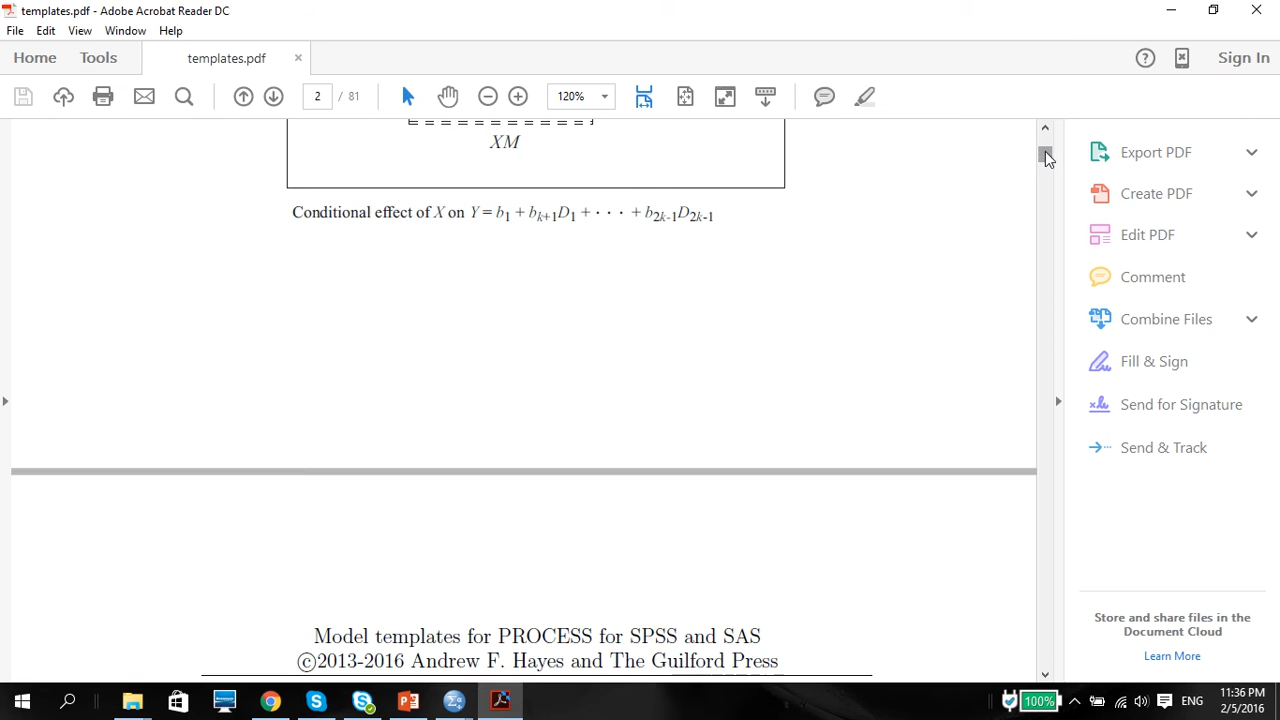 templates.pdf - Adobe Acrobat Reader DC
File Edit View Window Help
Home Tools templates.pdf × Sign In
2 / 81 120%
XM
Conditional effect of X on Y = b1 + bk+1D1 + · · · + b2k-1D2k-1
Model templates for PROCESS for SPSS and SAS
©2013-2016 Andrew F. Hayes and The Guilford Press
Export PDF
Create PDF
Edit PDF
Comment
Combine Files
Fill & Sign
Send for Signature
Send & Track
Store and share files in the
Document Cloud
Learn More
100% ENG 11:36 PM
2/5/2016